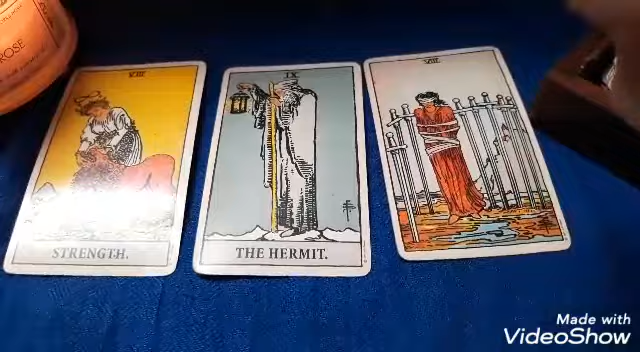 ROSE
VIII
STRENGTH.
IX
THE HERMIT.
VIII
Made with
VideoShow